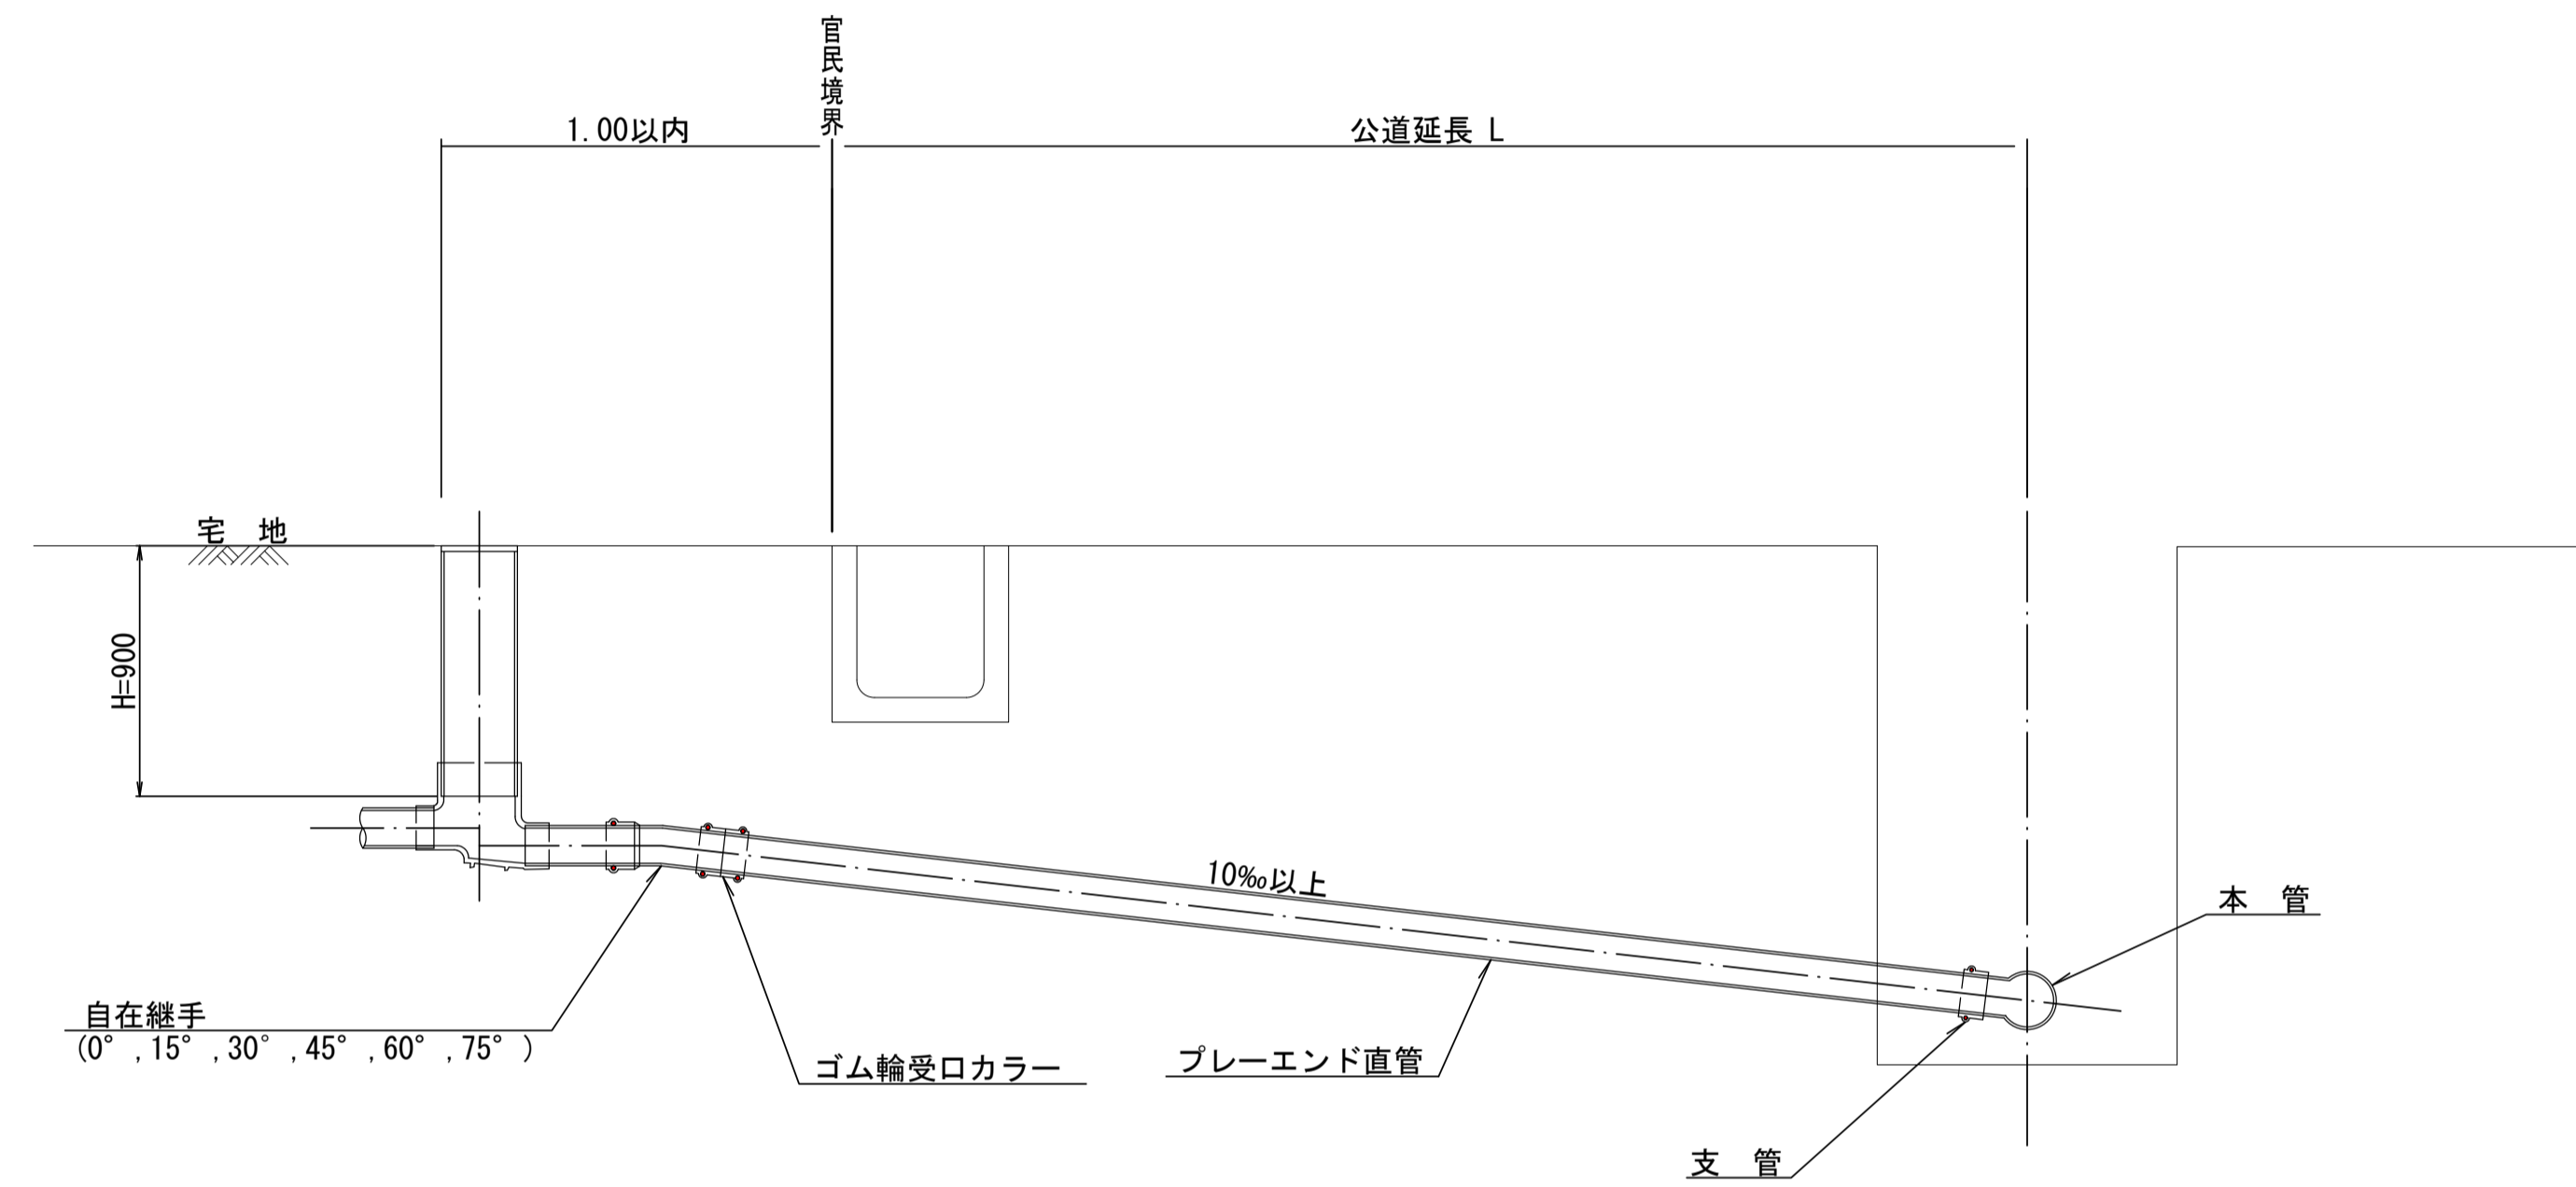 官民境界
1.00以内
公道延長 L
宅 地
H=900
10‰以上
本 管
自在継手
(0° ,15° ,30° ,45° ,60° ,75° )
ゴム輪受口カラー
プレーエンド直管
支 管